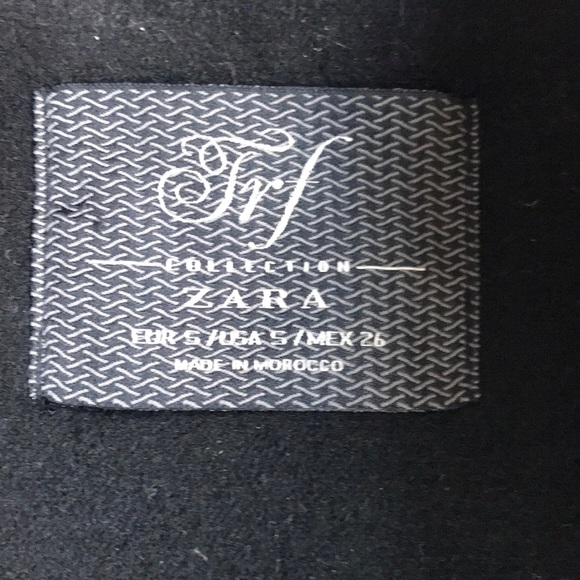 Trf
COLLECTION
ZARA
EUR S / USA S / MEX 26
MADE IN MOROCCO